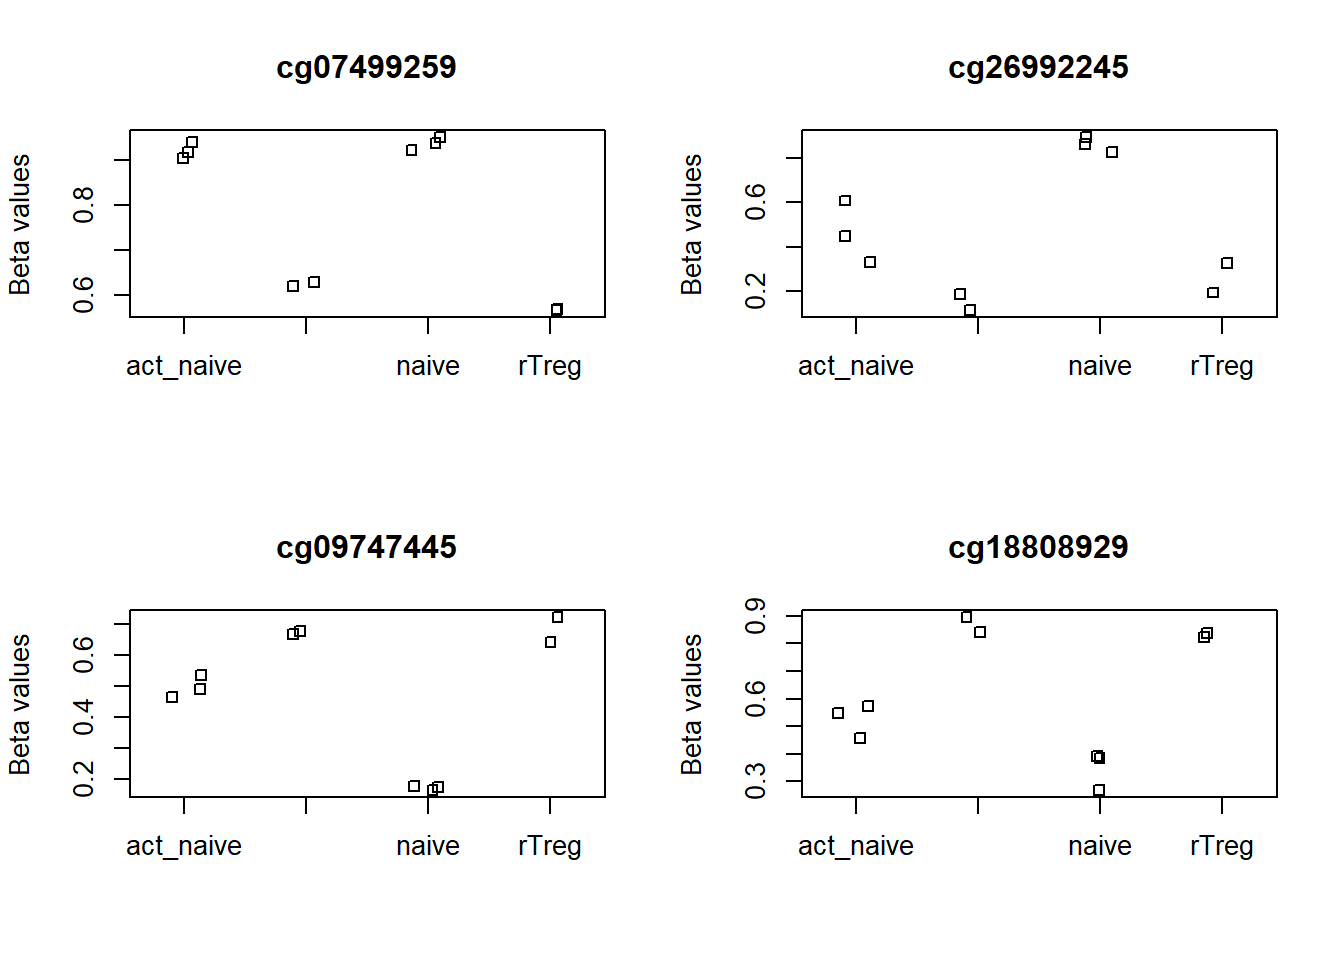 cg07499259
Beta values
0.8
0.6
act_naive naive rTreg
cg26992245
Beta values
0.6
0.2
act_naive naive rTreg
cg09747445
Beta values
0.6
0.4
0.2
act_naive naive rTreg
cg18808929
Beta values
0.9
0.6
0.3
act_naive naive rTreg